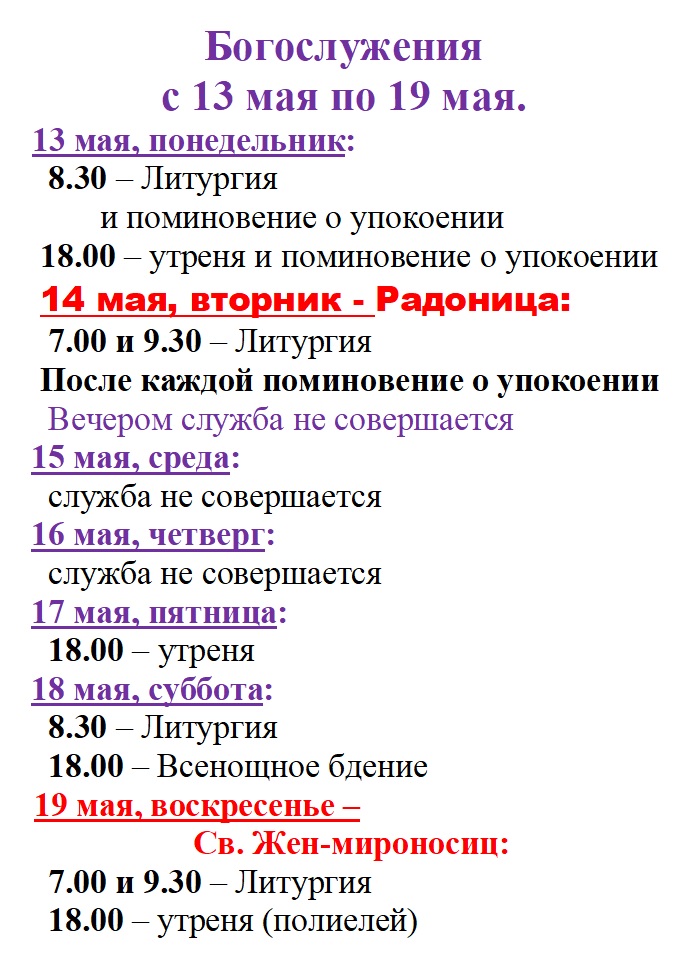 Богослужения
с 13 мая по 19 мая.
13 мая, понедельник:
8.30 – Литургия
и поминовение о упокоении
18.00 – утреня и поминовение о упокоении
14 мая, вторник - Радоница:
7.00 и 9.30 – Литургия
После каждой поминовение о упокоении
Вечером служба не совершается
15 мая, среда:
служба не совершается
16 мая, четверг:
служба не совершается
17 мая, пятница:
18.00 – утреня
18 мая, суббота:
8.30 – Литургия
18.00 – Всенощное бдение
19 мая, воскресенье –
Св. Жен-мироносиц:
7.00 и 9.30 – Литургия
18.00 – утреня (полиелей)